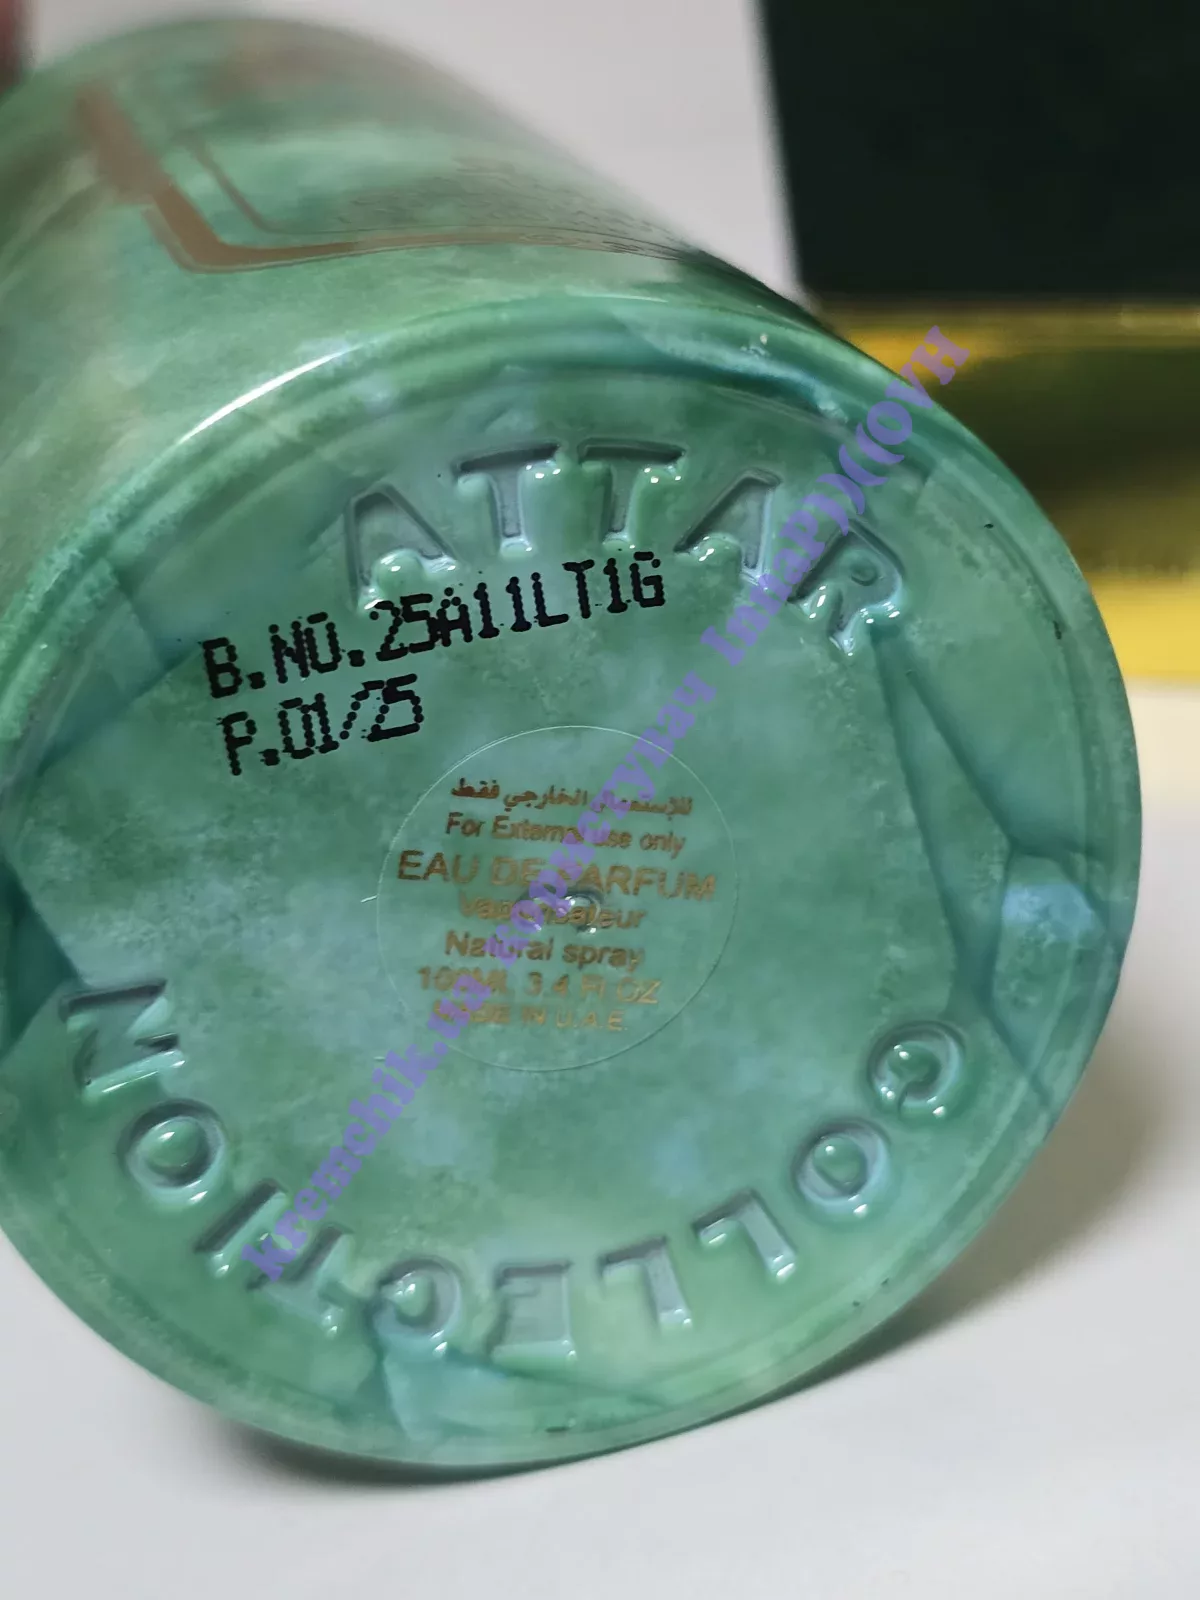 ATTAR
B.NO.25A11LT1G
P.01/25
للإستعمال الخارجي فقط
For External use only
EAU DE PARFUM
Vaporisateur
Natural spray
100ML 3.4 Fl OZ
MADE IN U.A.E.
COLLECTION
kremchik.ua